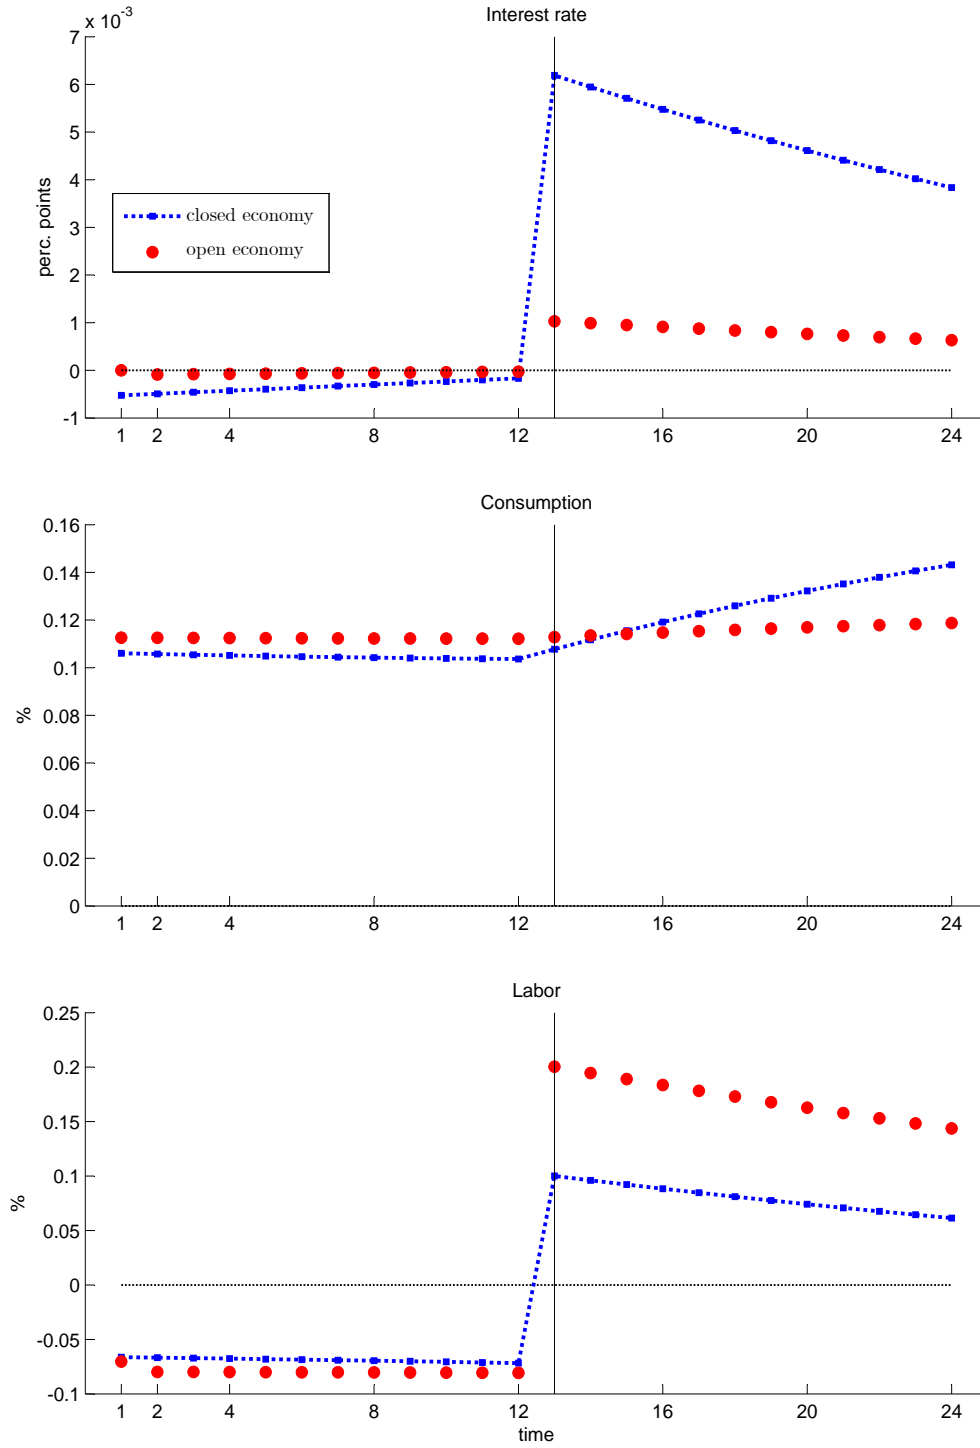 Interest rate
x 10-3
7
6
5
4
3
2
1
0
-1
perc. points
closed economy
open economy
1 2 4 8 12 16 20 24
Consumption
0.16
0.14
0.12
0.1
0.08
0.06
0.04
0.02
0
%
1 2 4 8 12 16 20 24
Labor
0.25
0.2
0.15
0.1
0.05
0
-0.05
-0.1
%
1 2 4 8 12 16 20 24
time